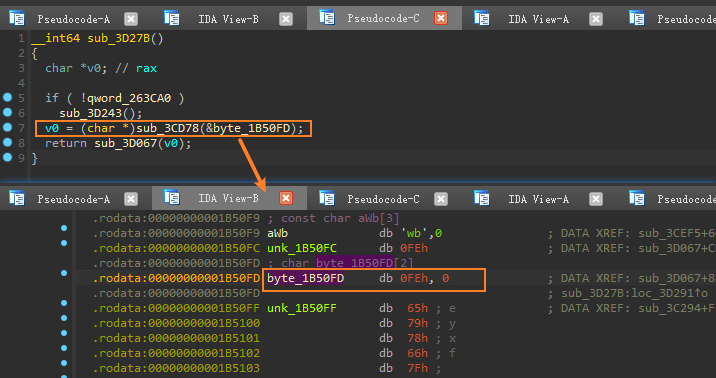 Pseudocode-A IDA View-B Pseudocode-C IDA View-A Pseudocode
1 __int64 sub_3D27B()
2 {
3 char *v0; // rax
4
5 if ( !qword_263CA0 )
6 sub_3D243();
7 v0 = (char *)sub_3CD78(&byte_1B50FD);
8 return sub_3D067(v0);
9 }
Pseudocode-A IDA View-B Pseudocode-C IDA View-A Pseudocode
.rodata:00000000001B50F9 ; const char aWb[3]
.rodata:00000000001B50F9 aWb db 'wb',0 ; DATA XREF: sub_3CEF5+6
.rodata:00000000001B50FC unk_1B50FC db 0FEh ; DATA XREF: sub_3D067+C
.rodata:00000000001B50FD ; char byte_1B50FD[2]
.rodata:00000000001B50FD byte_1B50FD db 0FEh, 0 ; DATA XREF: sub_3D067+8
.rodata:00000000001B50FD ; sub_3D27B:loc_3D291↑o
.rodata:00000000001B50FF unk_1B50FF db 65h ; e ; DATA XREF: sub_3C294+F
.rodata:00000000001B5100 db 79h ; y
.rodata:00000000001B5101 db 78h ; x
.rodata:00000000001B5102 db 66h ; f
.rodata:00000000001B5103 db 7Fh ;